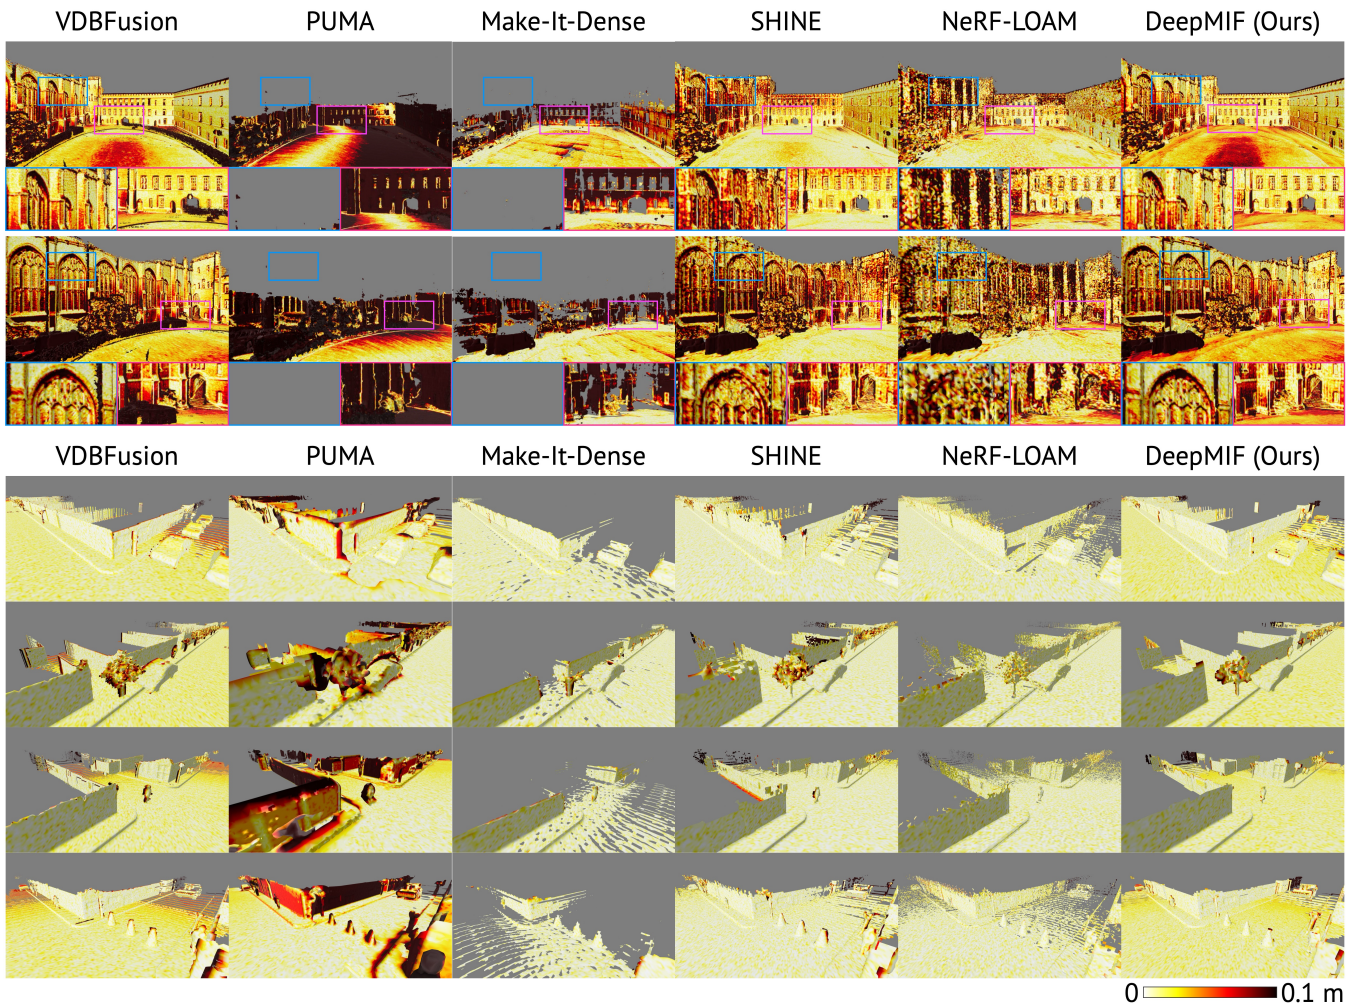 VDBFusion PUMA Make-It-Dense SHINE NeRF-LOAM DeepMIF (Ours)
VDBFusion PUMA Make-It-Dense SHINE NeRF-LOAM DeepMIF (Ours)
0 0.1 m